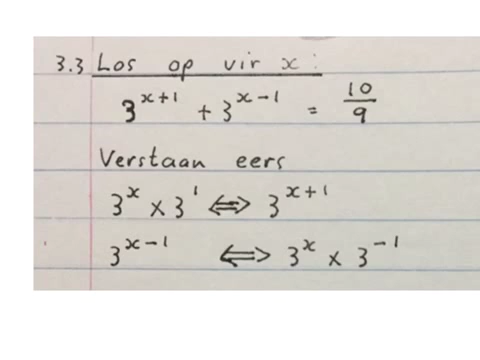 3.3 Los op vir x:
3^{x+1} + 3^{x-1} = \frac{10}{9}
Verstaan eers
3^{x} × 3^{1} ⟺ 3^{x+1}
3^{x-1} ⟺ 3^{x} × 3^{-1}